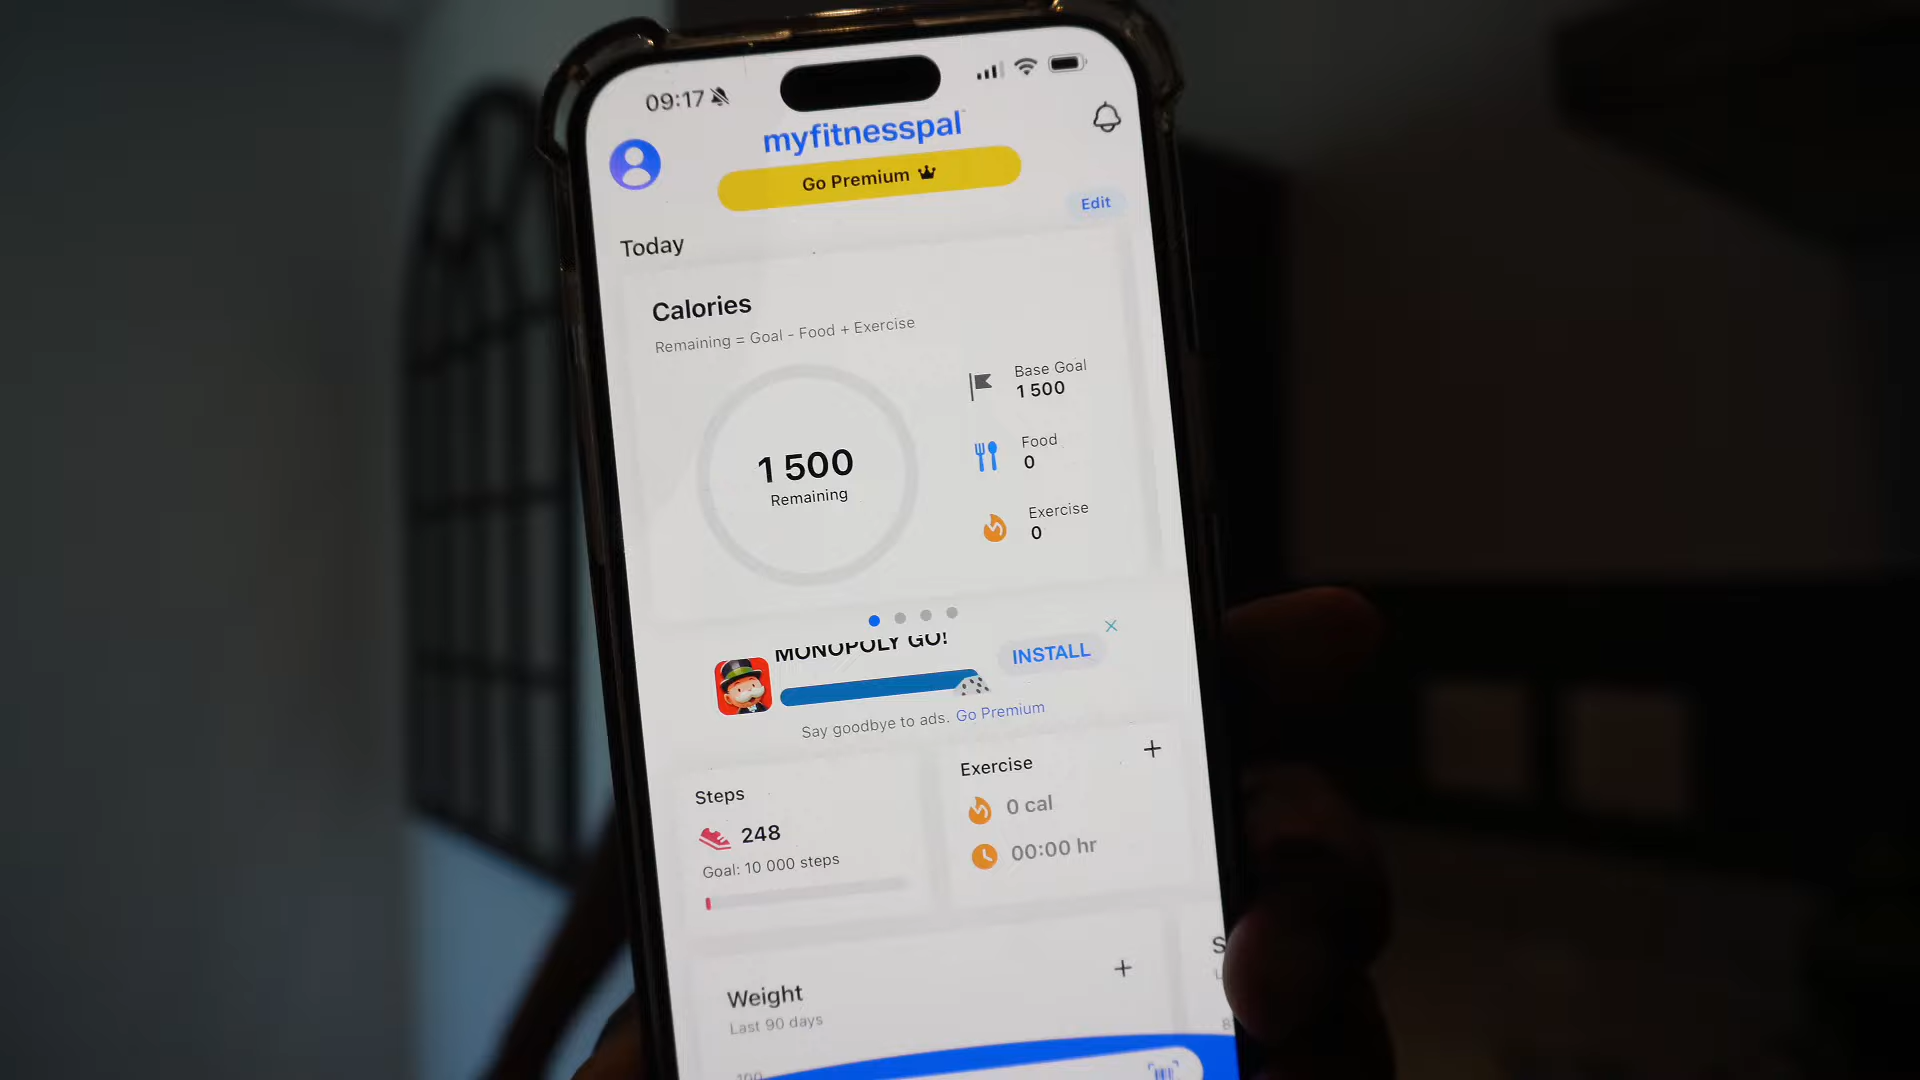 09:17
myfitnesspal
Go Premium
Edit
Today
Calories
Remaining = Goal - Food + Exercise
Base Goal
1 500
1 500
Remaining
Food
0
Exercise
0
MONOPOLY GO!
INSTALL
Say goodbye to ads. Go Premium
Steps
248
Goal: 10 000 steps
Exercise
0 cal
00:00 hr
Weight
Last 90 days
S